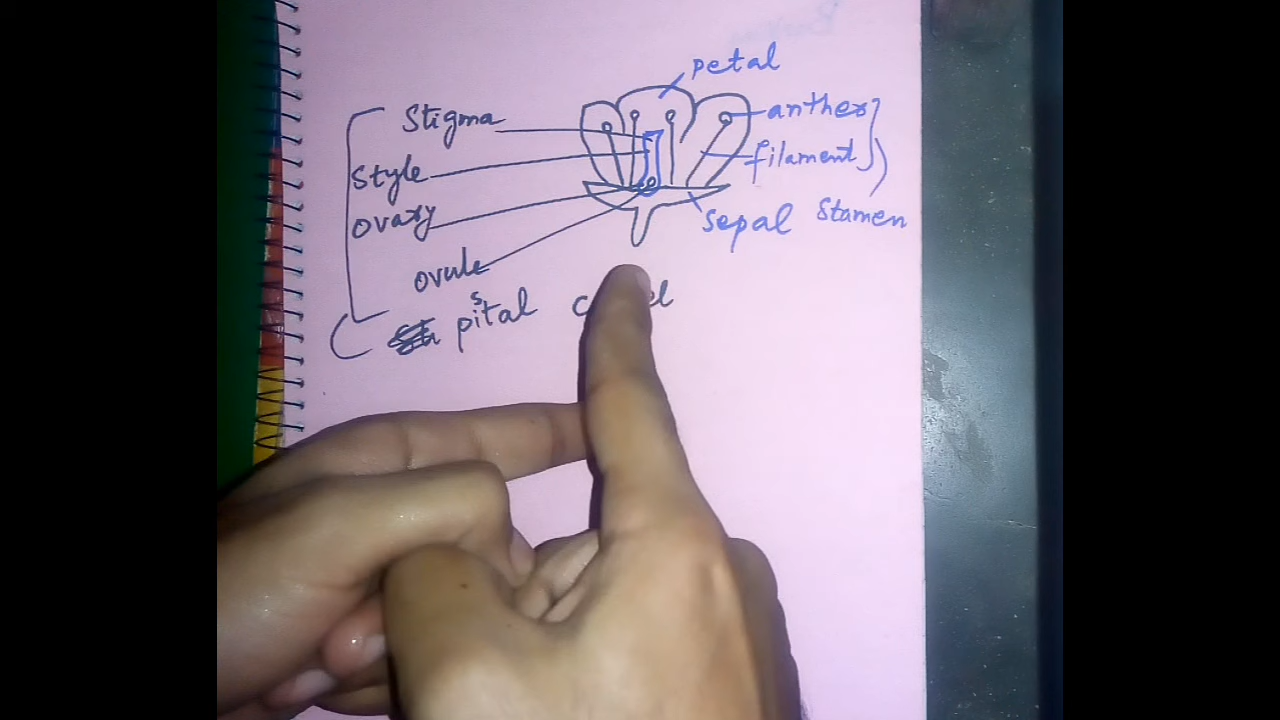 petal
Stigma
anther
Style
filament
ovary
sepal Stamen
ovule
pistal